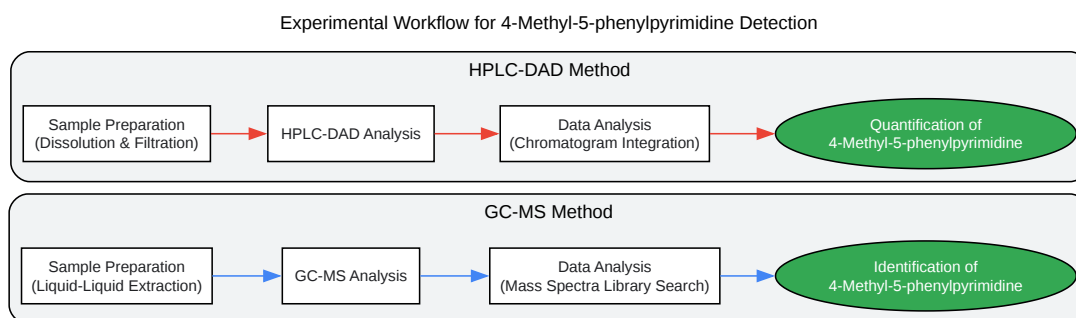 Experimental Workflow for 4-Methyl-5-phenylpyrimidine Detection
HPLC-DAD Method
Sample Preparation
(Dissolution & Filtration)
HPLC-DAD Analysis
Data Analysis
(Chromatogram Integration)
Quantification of
4-Methyl-5-phenylpyrimidine
GC-MS Method
Sample Preparation
(Liquid-Liquid Extraction)
GC-MS Analysis
Data Analysis
(Mass Spectra Library Search)
Identification of
4-Methyl-5-phenylpyrimidine